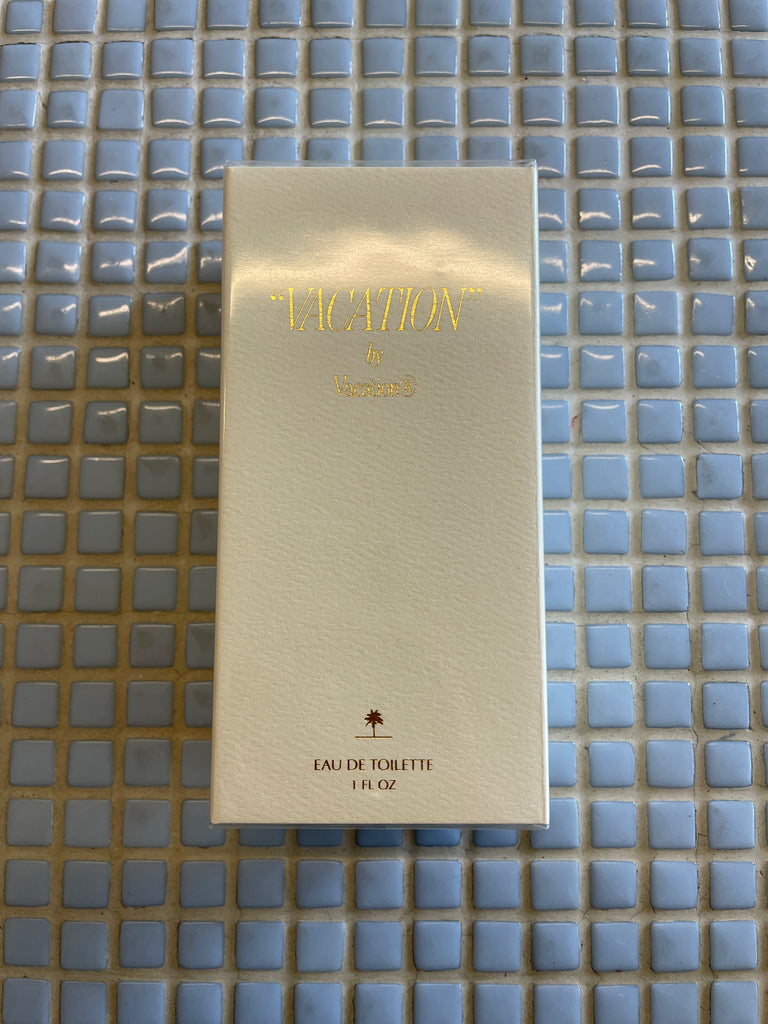 “VACATION”
by
Vacation®
EAU DE TOILETTE
1 FL OZ